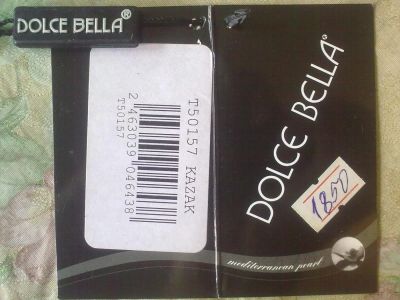 DOLCE BELLA®
T50157 KAZAK
2 463039 046438
T50157
DOLCE BELLA®
1850
mediterranean pearl